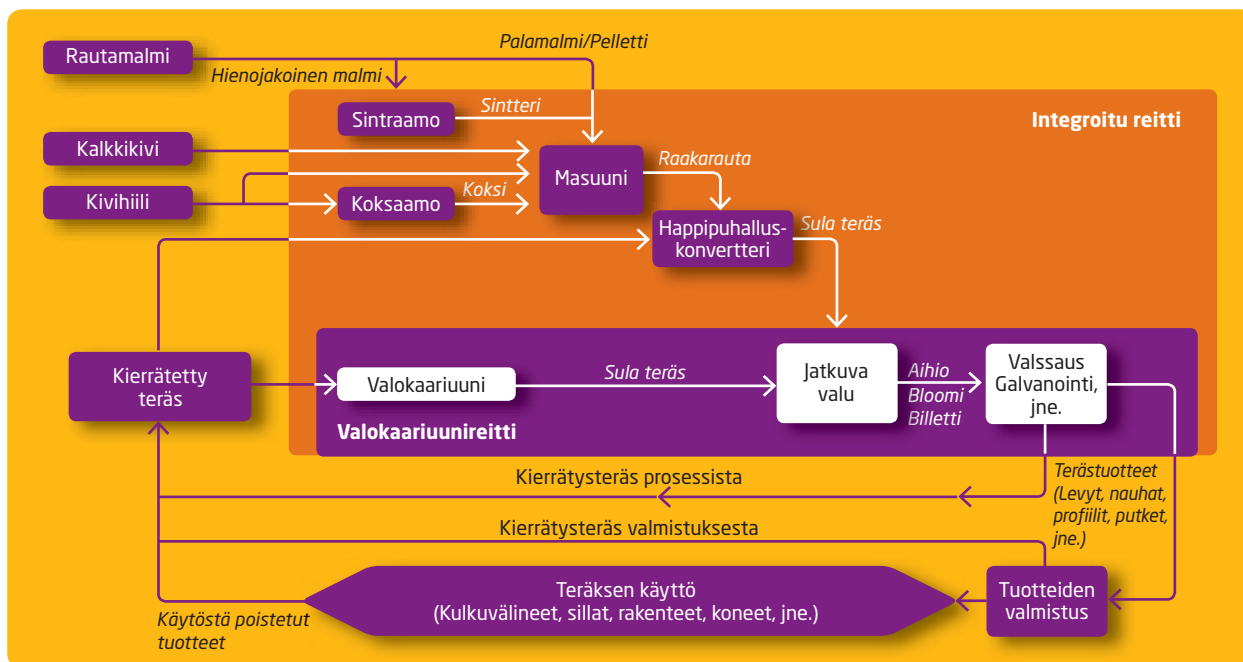 Rautamalmi
Palamalmi/Pelletti
Hienojakoinen malmi
Sintraamo
Sintteri
Integroitu reitti
Kalkkikivi
Masuuni
Raakarauta
Kivihiili
Koksaamo
Koksi
Happipuhallus-
konvertteri
Sula teräs
Kierrätetty
teräs
Valokaariuuni
Sula teräs
Jatkuva
valu
Aihio
Bloomi
Billetti
Valssaus
Galvanointi,
jne.
Valokaariuunireitti
Kierrätysteräs prosessista
Terästuotteet
(Levyt, nauhat,
profiilit, putket,
jne.)
Kierrätysteräs valmistuksesta
Teräksen käyttö
(Kulkuvälineet, sillat, rakenteet, koneet, jne.)
Tuotteiden
valmistus
Käytöstä poistetut
tuotteet